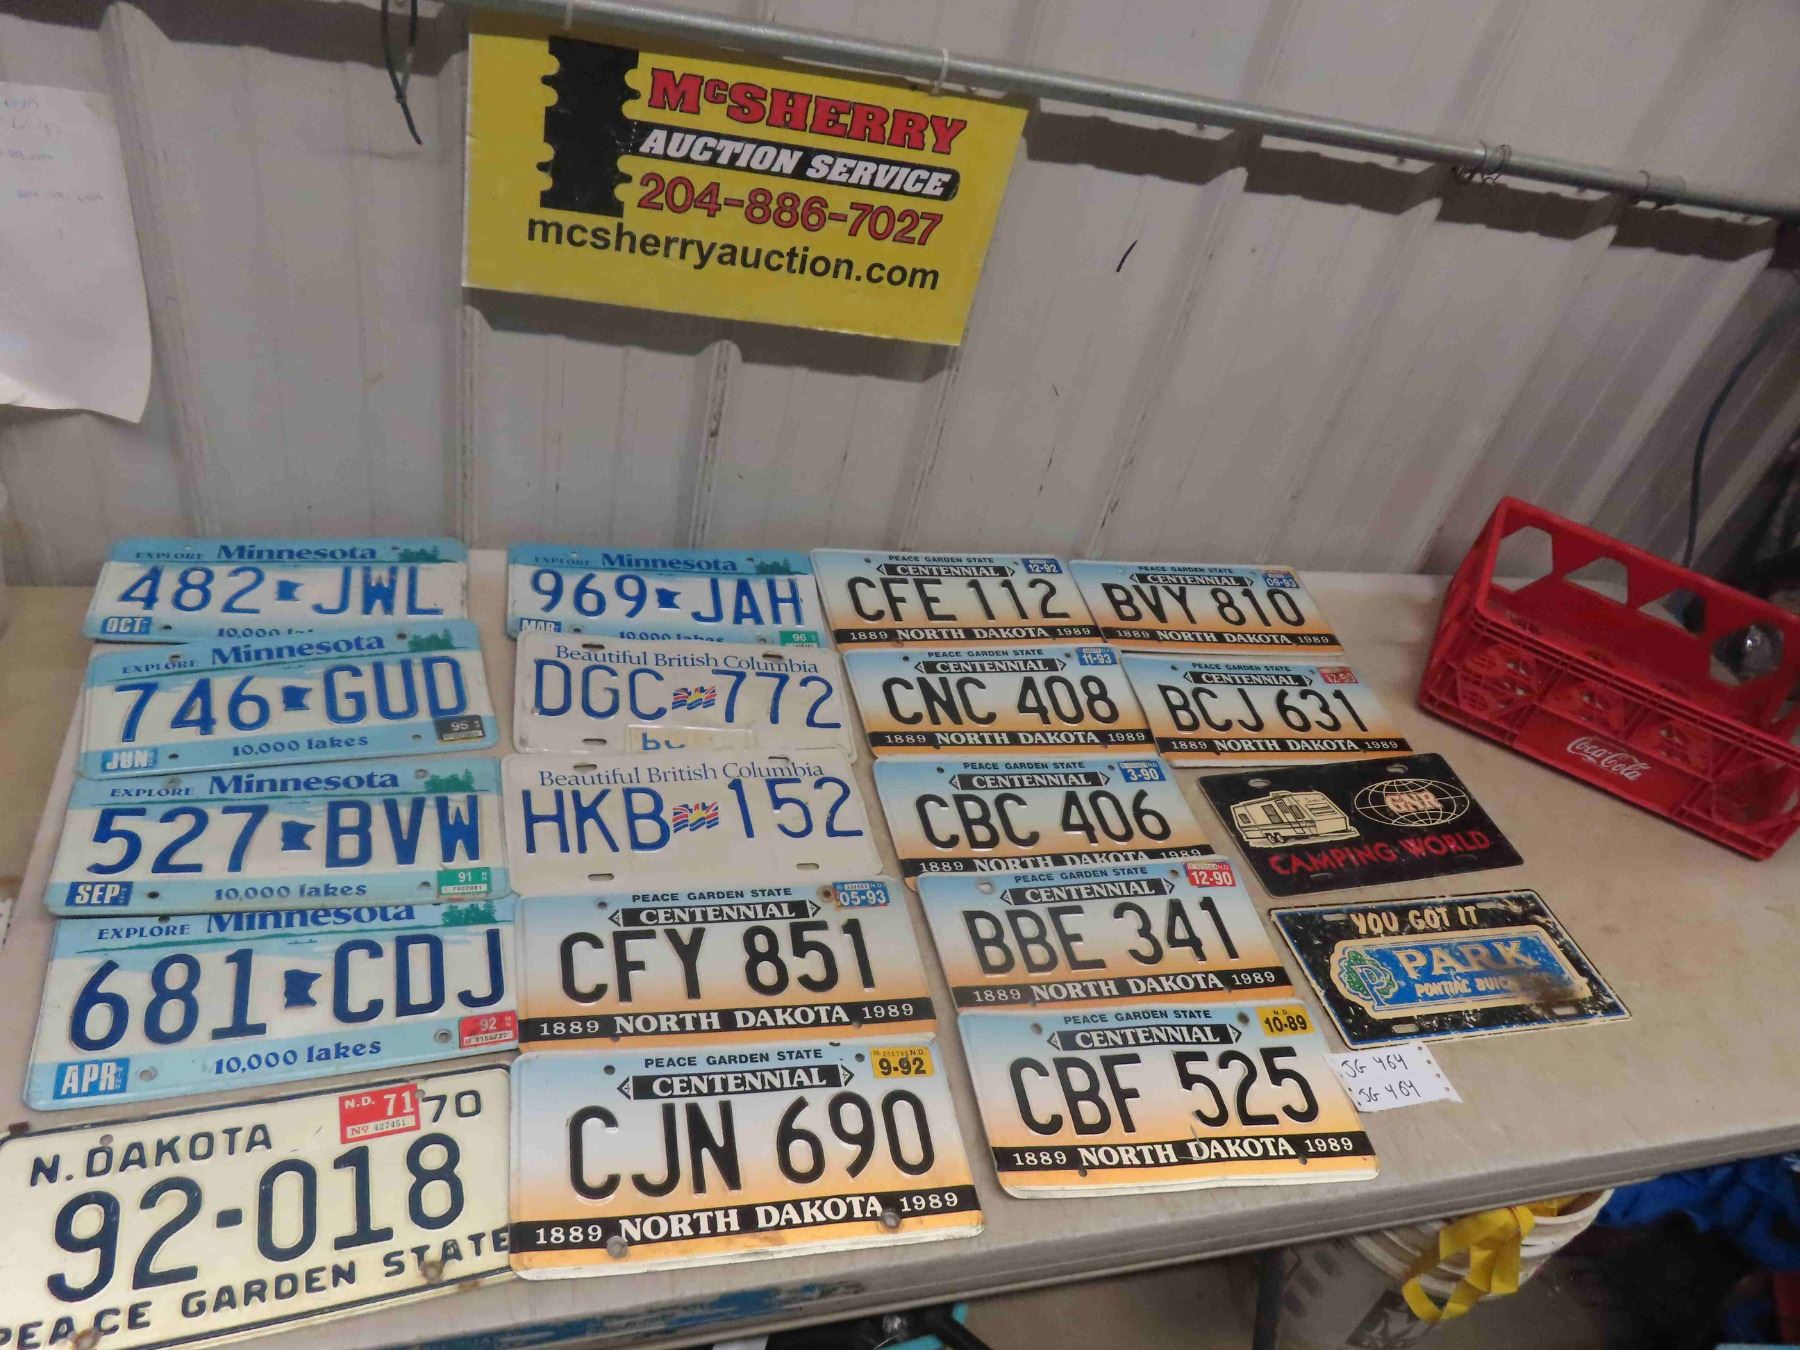 McSHERRY
AUCTION SERVICE
204-886-7027
mcsherryauction.com
EXPLORE Minnesota
482 JWL
OCT
EXPLORE Minnesota
746 GUD
95
JUN 10,000 lakes
EXPLORE Minnesota
527 BVW
91
SEP 10,000 lakes
EXPLORE Minnesota
681 CDJ
92
APR 10,000 lakes
N. DAKOTA N.D. 71 70
No 427451
92-018
PEACE GARDEN STATE
EXPLORE Minnesota
969 JAH
MAR 10,000 lakes 96
Beautiful British Columbia
DGC 772
Beautiful British Columbia
HKB 152
PEACE GARDEN STATE
CENTENNIAL 05-93
CFY 851
1889 NORTH DAKOTA 1989
PEACE GARDEN STATE
CENTENNIAL 9-92
CJN 690
1889 NORTH DAKOTA 1989
PEACE GARDEN STATE
CENTENNIAL 12-92
CFE 112
1889 NORTH DAKOTA 1989
PEACE GARDEN STATE
CENTENNIAL 11-93
CNC 408
1889 NORTH DAKOTA 1989
PEACE GARDEN STATE
CENTENNIAL 3-90
CBC 406
1889 NORTH DAKOTA 1989
PEACE GARDEN STATE
CENTENNIAL 12-90
BBE 341
1889 NORTH DAKOTA 1989
PEACE GARDEN STATE
CENTENNIAL 10-89
CBF 525
1889 NORTH DAKOTA 1989
PEACE GARDEN STATE
CENTENNIAL 09-93
BVY 810
1889 NORTH DAKOTA 1989
PEACE GARDEN STATE
CENTENNIAL 12-90
BCJ 631
1889 NORTH DAKOTA 1989
GNR
CAMPING WORLD
YOU GOT IT
PARK
PONTIAC
JG 464
JG 464
Coca-Cola